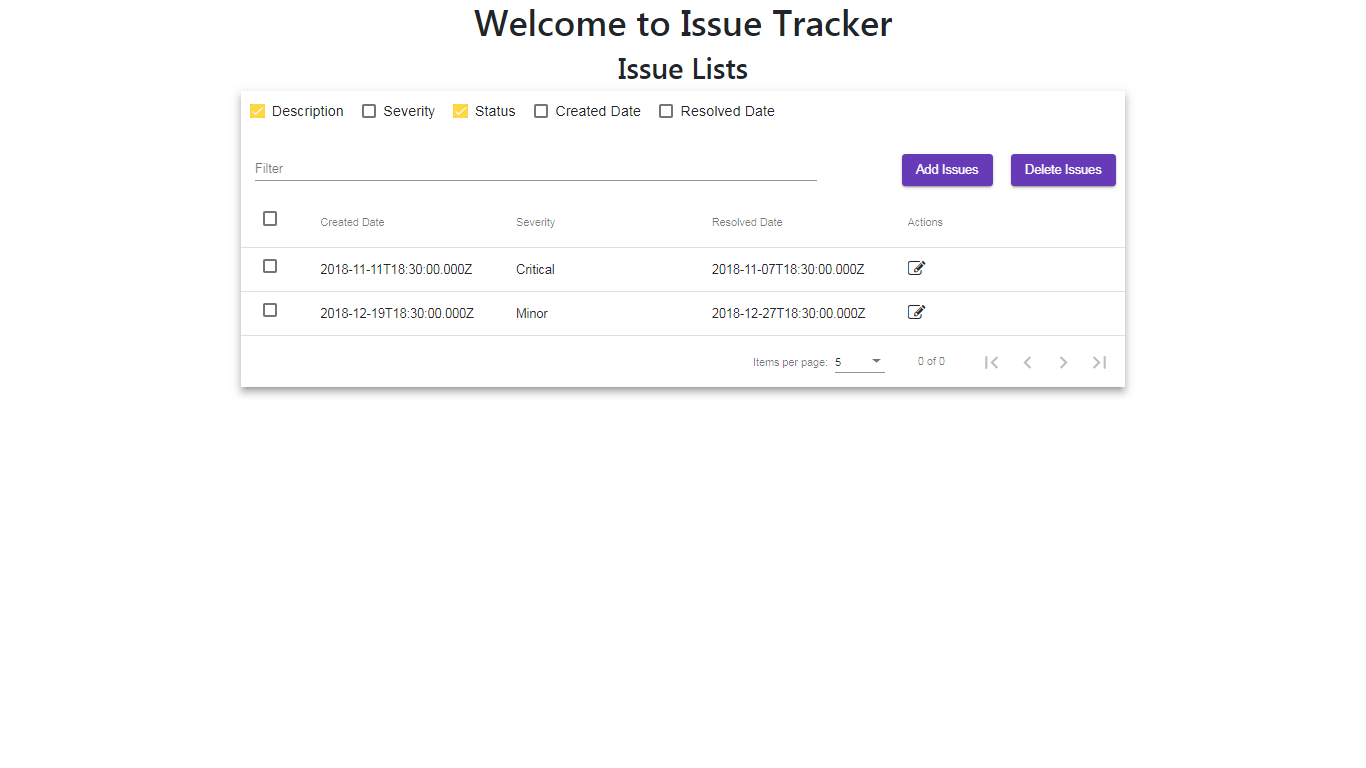 Welcome to Issue Tracker
Issue Lists
Description Severity Status Created Date Resolved Date
Filter Add Issues Delete Issues
Created Date Severity Resolved Date Actions
2018-11-11T18:30:00.000Z Critical 2018-11-07T18:30:00.000Z
2018-12-19T18:30:00.000Z Minor 2018-12-27T18:30:00.000Z
Items per page: 5 0 of 0